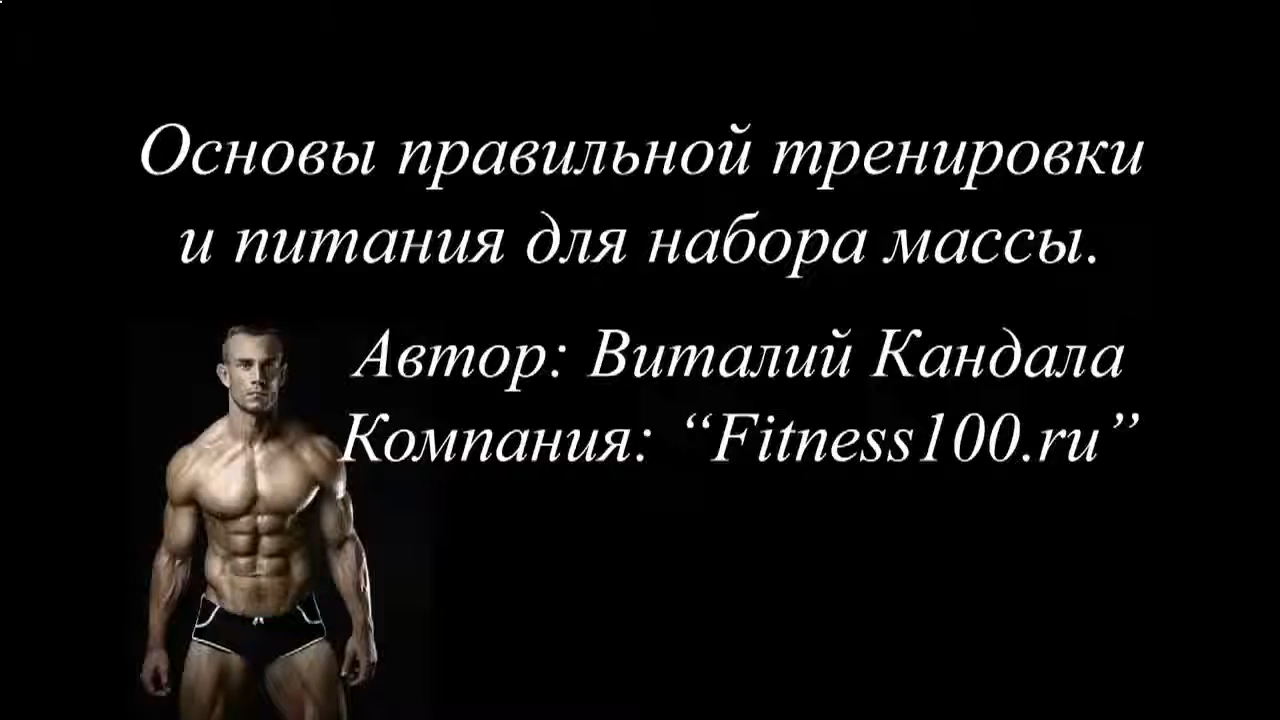 Основы правильной тренировки
и питания для набора массы.
Автор: Виталий Кандала
Компания: “Fitness100.ru”